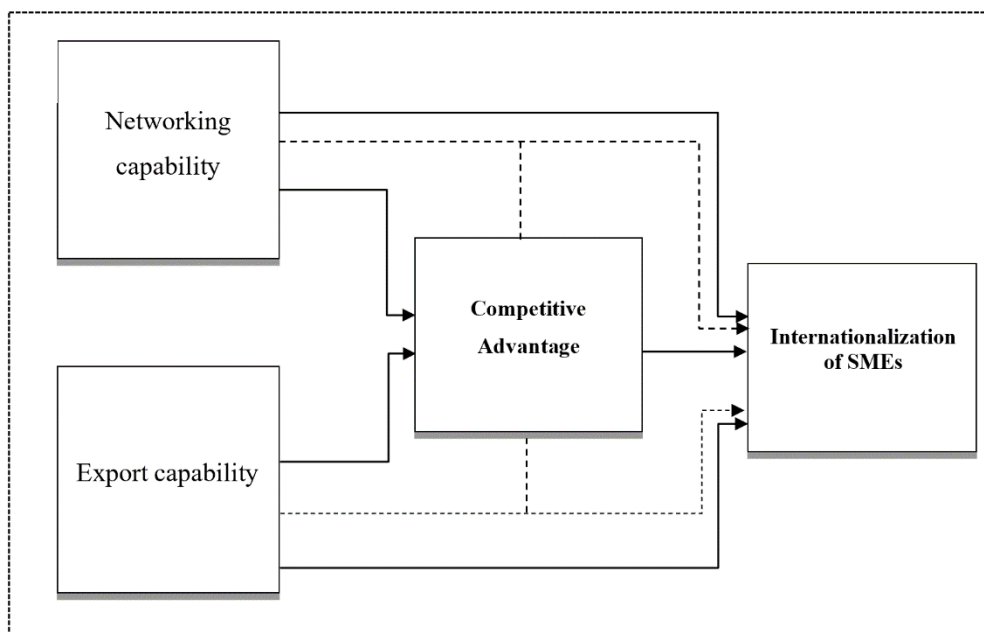 Networking
capability
Competitive
Advantage
Internationalization
of SMEs
Export capability